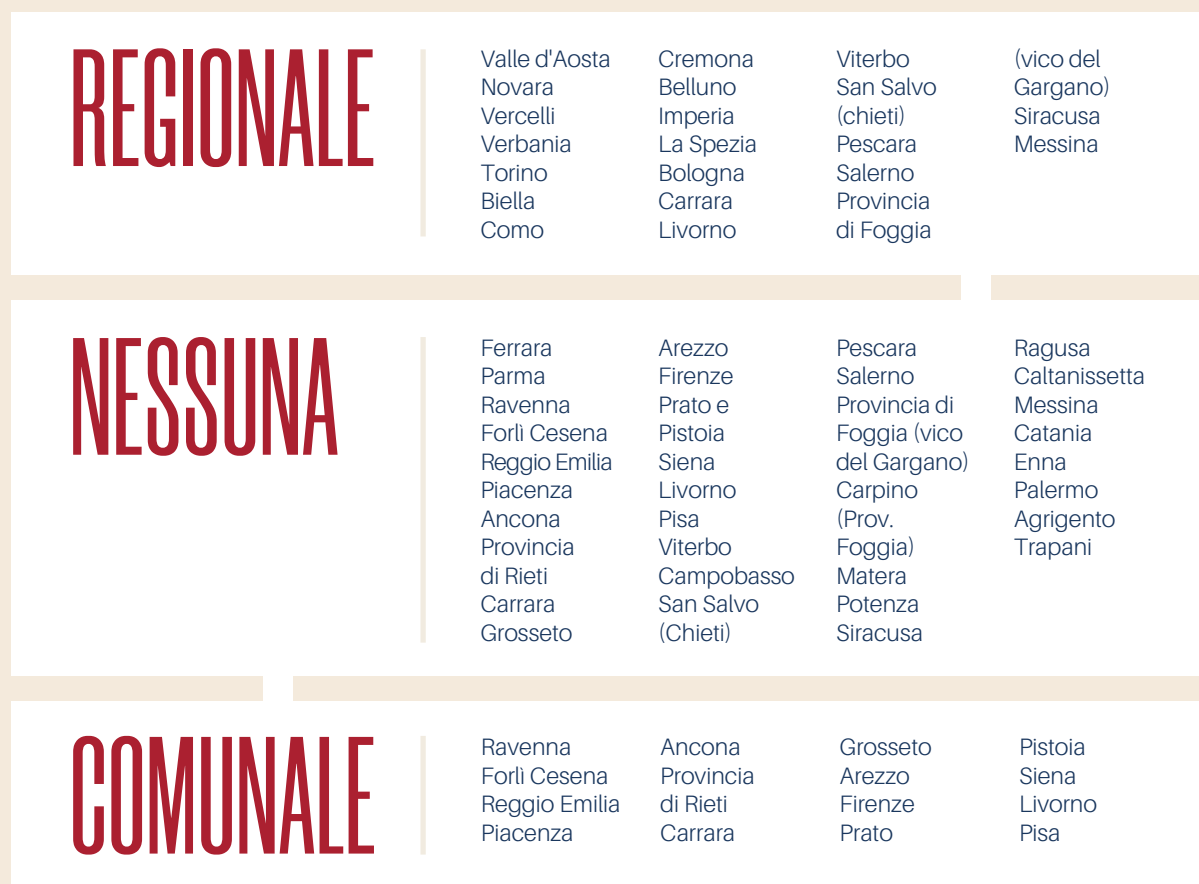 REGIONALE
Valle d'Aosta
Novara
Vercelli
Verbania
Torino
Biella
Como
Cremona
Belluno
Imperia
La Spezia
Bologna
Carrara
Livorno
Viterbo
San Salvo
(chieti)
Pescara
Salerno
Provincia
di Foggia
(vico del
Gargano)
Siracusa
Messina
NESSUNA
Ferrara
Parma
Ravenna
Forlì Cesena
Reggio Emilia
Piacenza
Ancona
Provincia
di Rieti
Carrara
Grosseto
Arezzo
Firenze
Prato e
Pistoia
Siena
Livorno
Pisa
Viterbo
Campobasso
San Salvo
(Chieti)
Pescara
Salerno
Provincia di
Foggia (vico
del Gargano)
Carpino
(Prov.
Foggia)
Matera
Potenza
Siracusa
Ragusa
Caltanissetta
Messina
Catania
Enna
Palermo
Agrigento
Trapani
COMUNALE
Ravenna
Forlì Cesena
Reggio Emilia
Piacenza
Ancona
Provincia
di Rieti
Carrara
Grosseto
Arezzo
Firenze
Prato
Pistoia
Siena
Livorno
Pisa